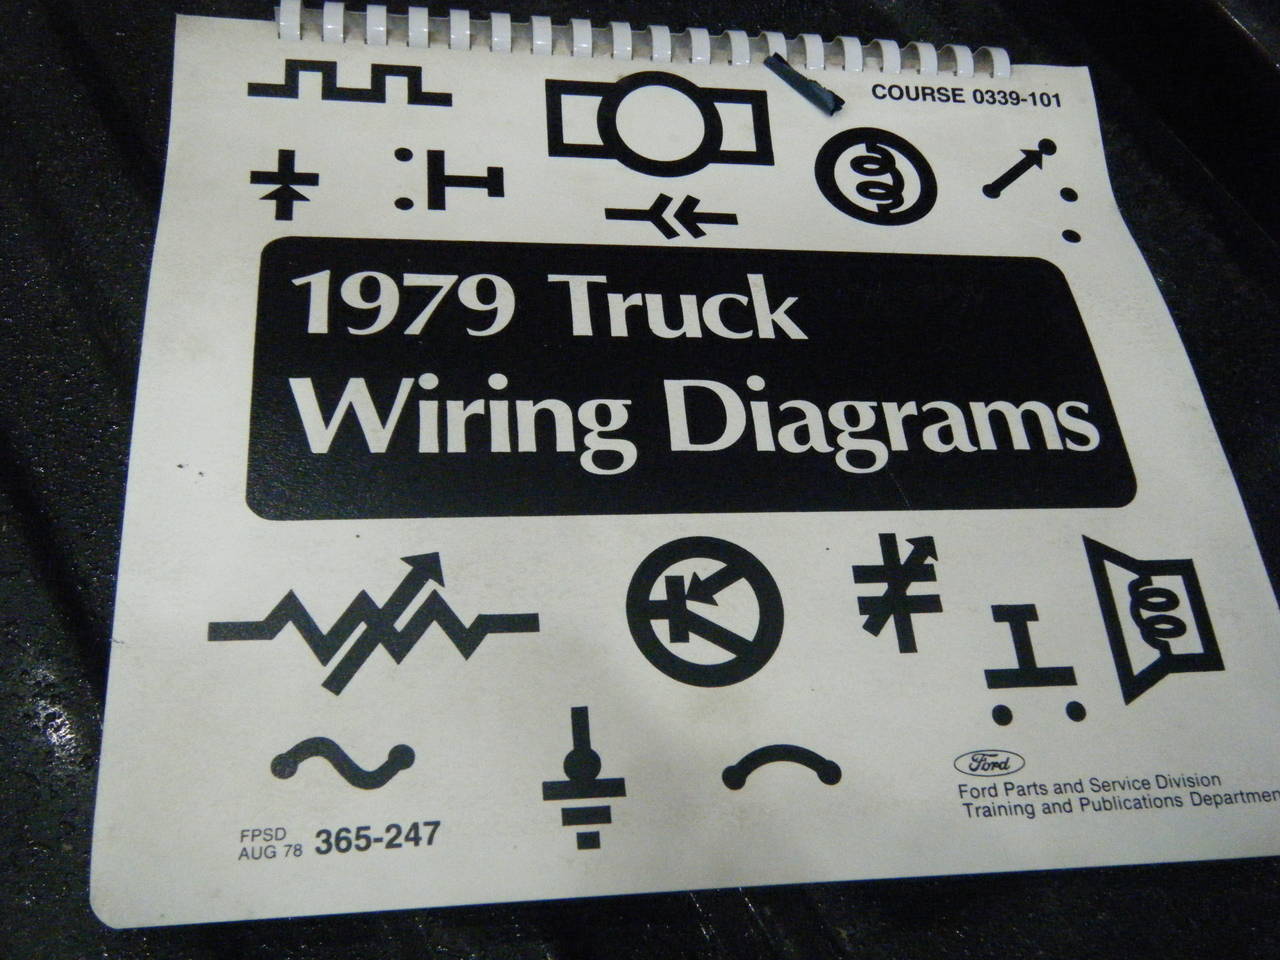 COURSE 0339-101
1979 Truck
Wiring Diagrams
Ford
Ford Parts and Service Division
Training and Publications Departmen
FPSD
AUG 78 365-247